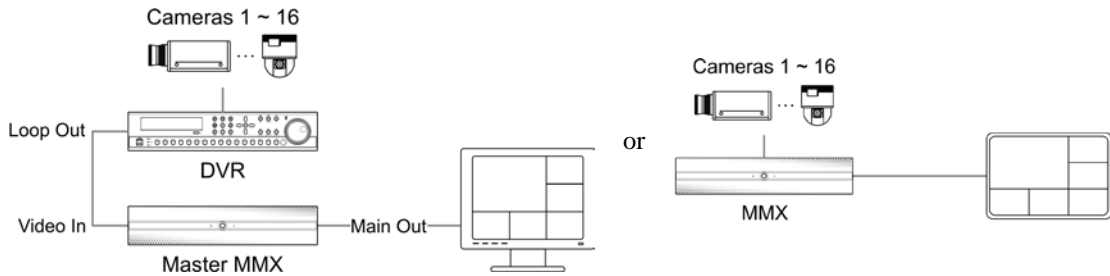 Cameras 1 ~ 16
Loop Out
DVR
Video In
Main Out
Master MMX
or
Cameras 1 ~ 16
MMX